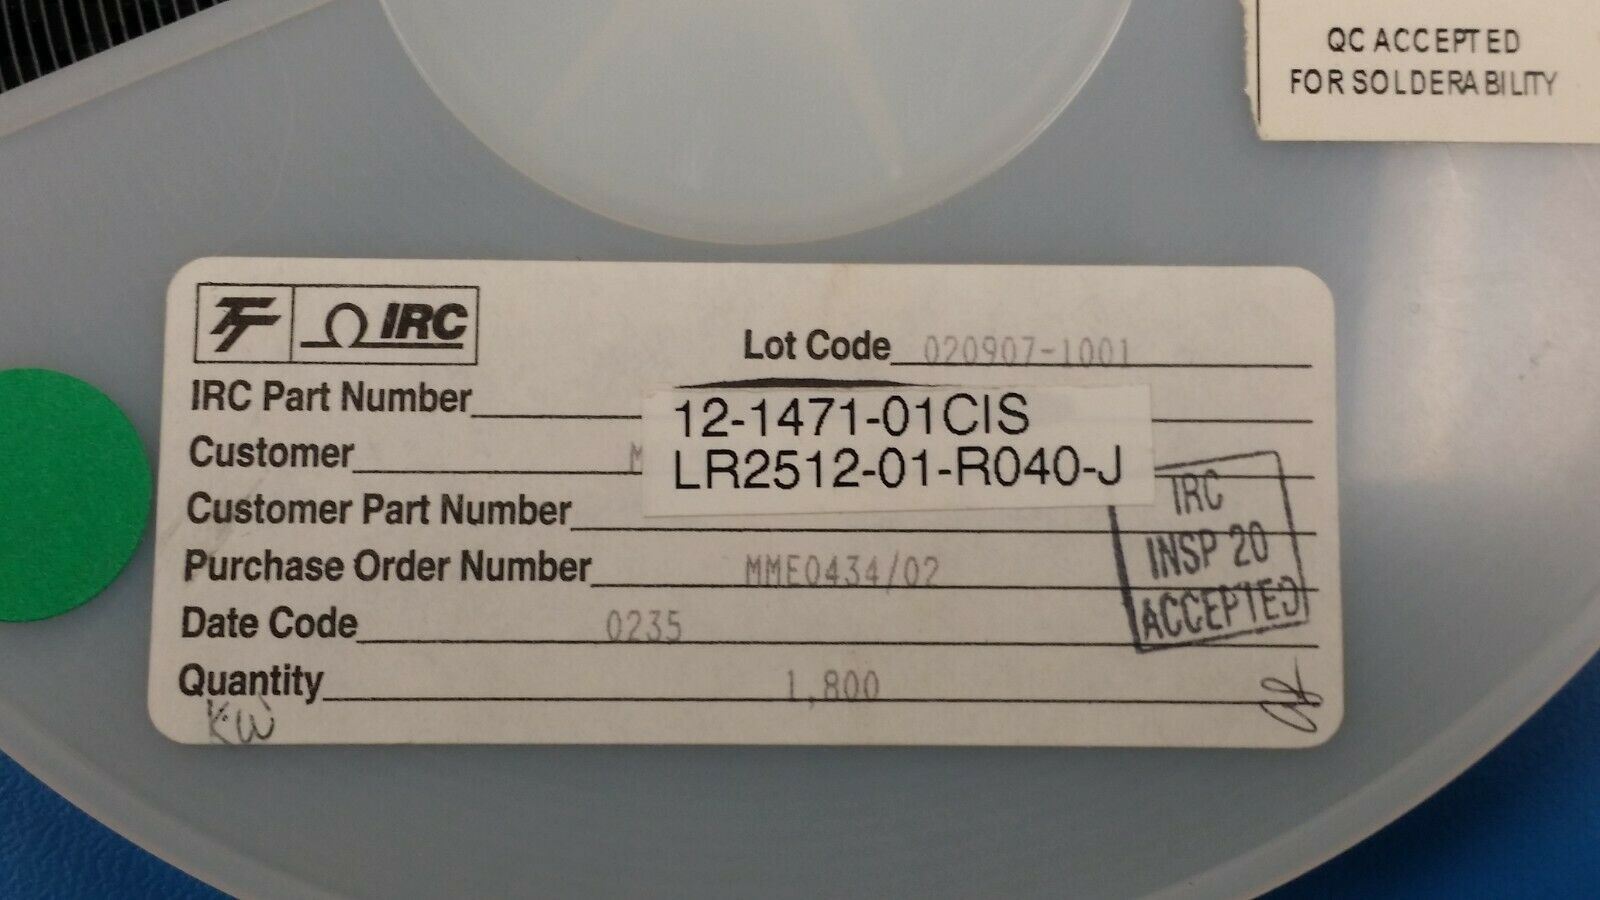 QC ACCEPTED
FOR SOLDERABILITY
TT IRC
Lot Code 020907-1001
IRC Part Number
12-1471-01CIS
Customer M
LR2512-01-R040-J
Customer Part Number
IRC
INSP 20
ACCEPTED
Purchase Order Number MME0434/02
Date Code 0235
Quantity 1,800
KW